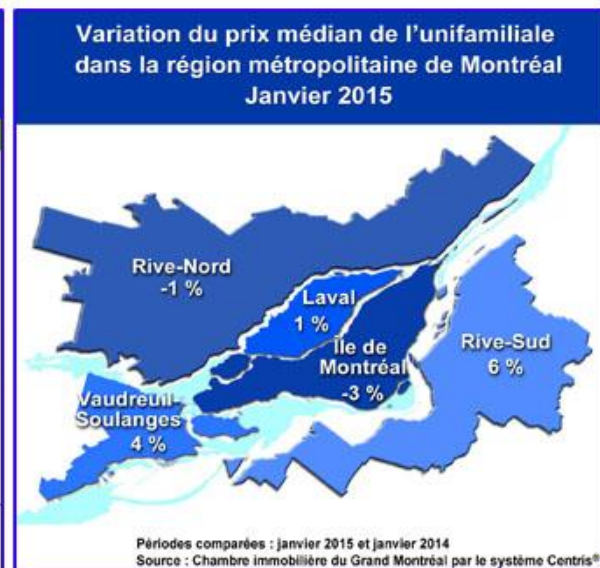 Variation du prix médian de l'unifamiliale
dans la région métropolitaine de Montréal
Janvier 2015
Rive-Nord
-1 %
Laval
1 %
Île de
Montréal
-3 %
Rive-Sud
6 %
Vaudreuil-
Soulanges
4 %
Périodes comparées : janvier 2015 et janvier 2014
Source : Chambre immobilière du Grand Montréal par le système Centris®